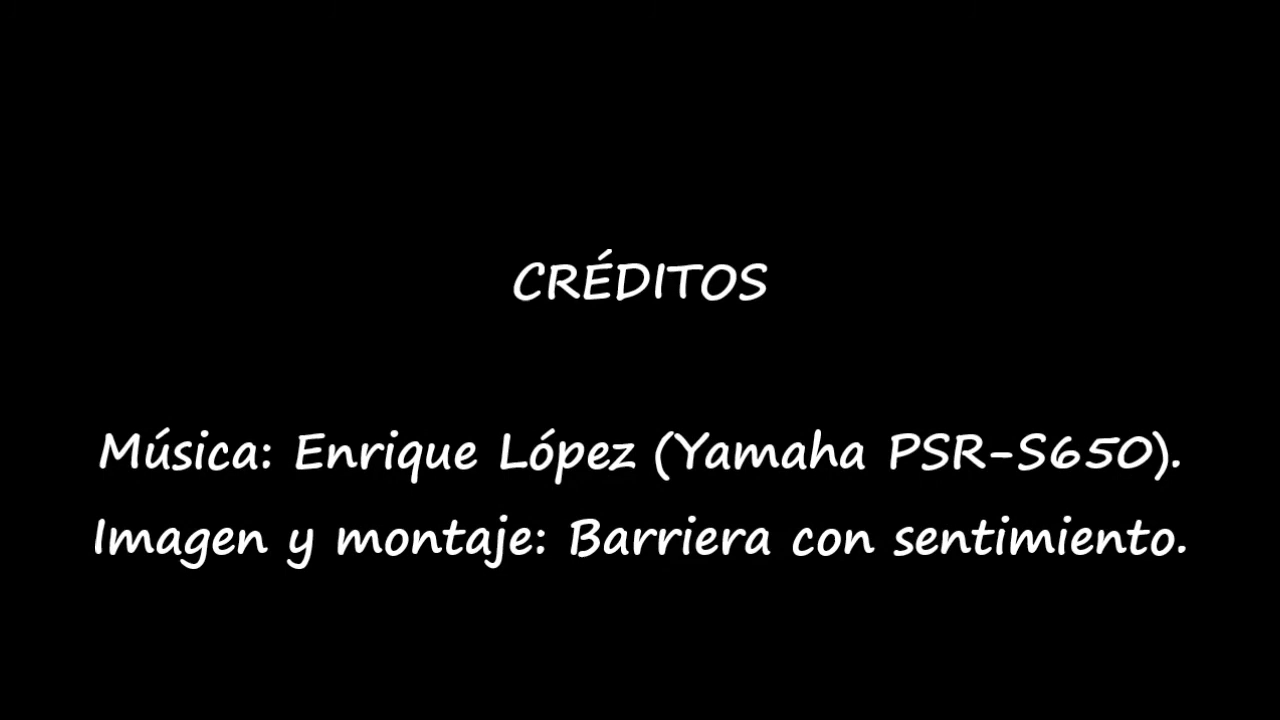 CRÉDITOS
Música: Enrique López (Yamaha PSR-S650).
Imagen y montaje: Barriera con sentimiento.